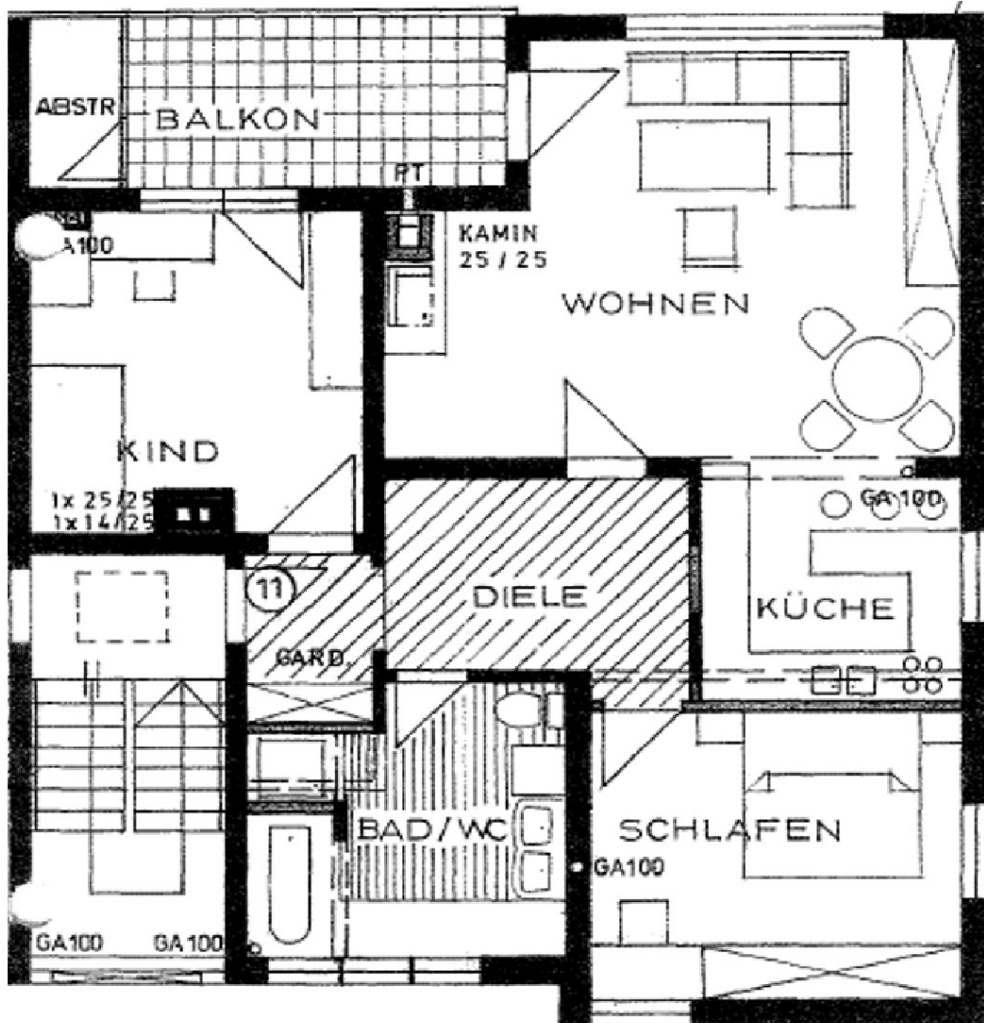 ABSTR
BALKON
PT
KAMIN
25 / 25
GA100
WOHNEN
KIND
1x 25/25
1x 14/25
GA 100
11
DIELE
KÜCHE
GARD.
BAD/WC
SCHLAFEN
GA100
GA100
GA100